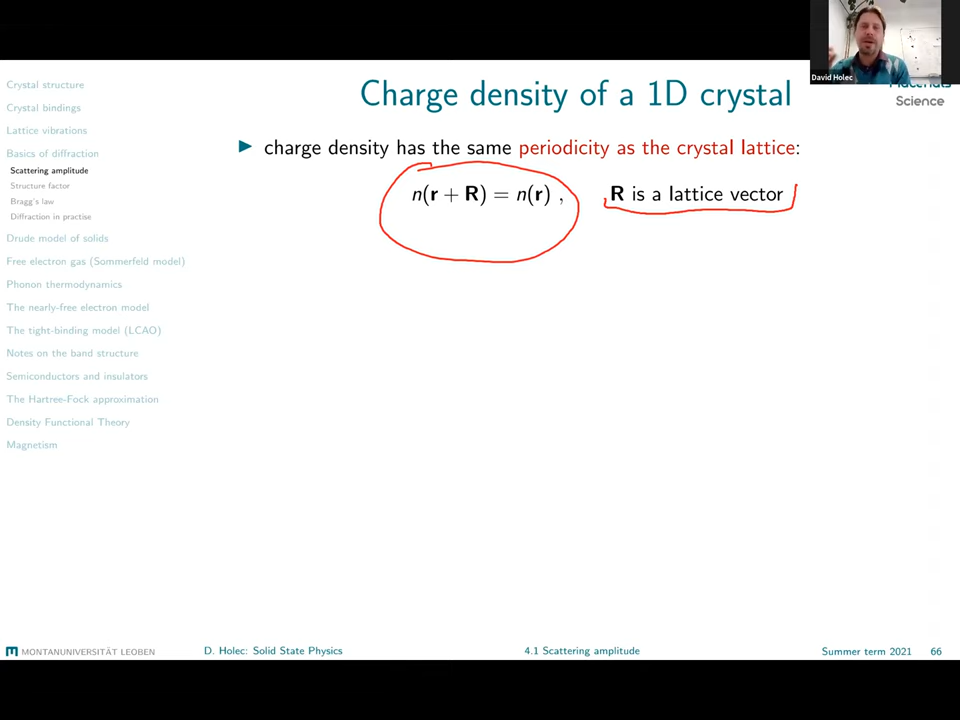 David Holec
Science
Charge density of a 1D crystal
Crystal structure
Crystal bindings
Lattice vibrations
Basics of diffraction
Scattering amplitude
Structure factor
Bragg's law
Diffraction in practise
Drude model of solids
Free electron gas (Sommerfeld model)
Phonon thermodynamics
The nearly-free electron model
The tight-binding model (LCAO)
Notes on the band structure
Semiconductors and insulators
The Hartree-Fock approximation
Density Functional Theory
Magnetism
charge density has the same periodicity as the crystal lattice:
n(r + R) = n(r) , R is a lattice vector
MONTANUNIVERSITÄT LEOBEN
D. Holec: Solid State Physics
4.1 Scattering amplitude
Summer term 2021 66